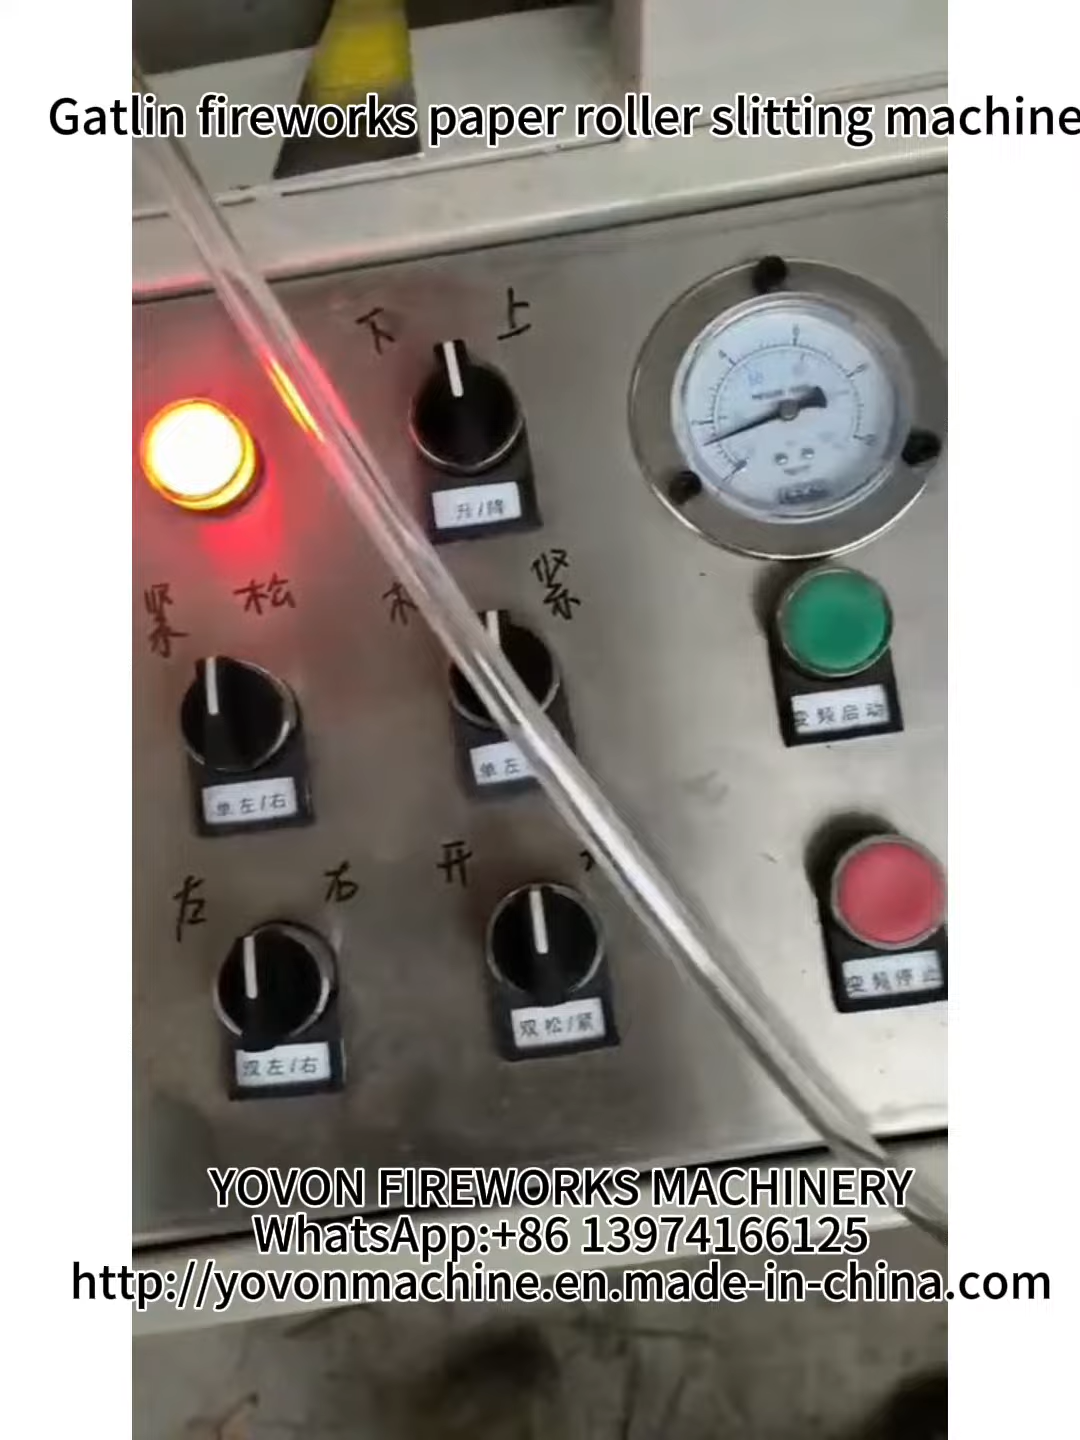 Gatlin fireworks paper roller slitting machine
下 上
升/降
紧 松
紧
变频启动
单左/右
单左
左 右
开
变频停止
双松/紧
双左/右
YOVON FIREWORKS MACHINERY
WhatsApp:+86 13974166125
http://yovonmachine.en.made-in-china.com